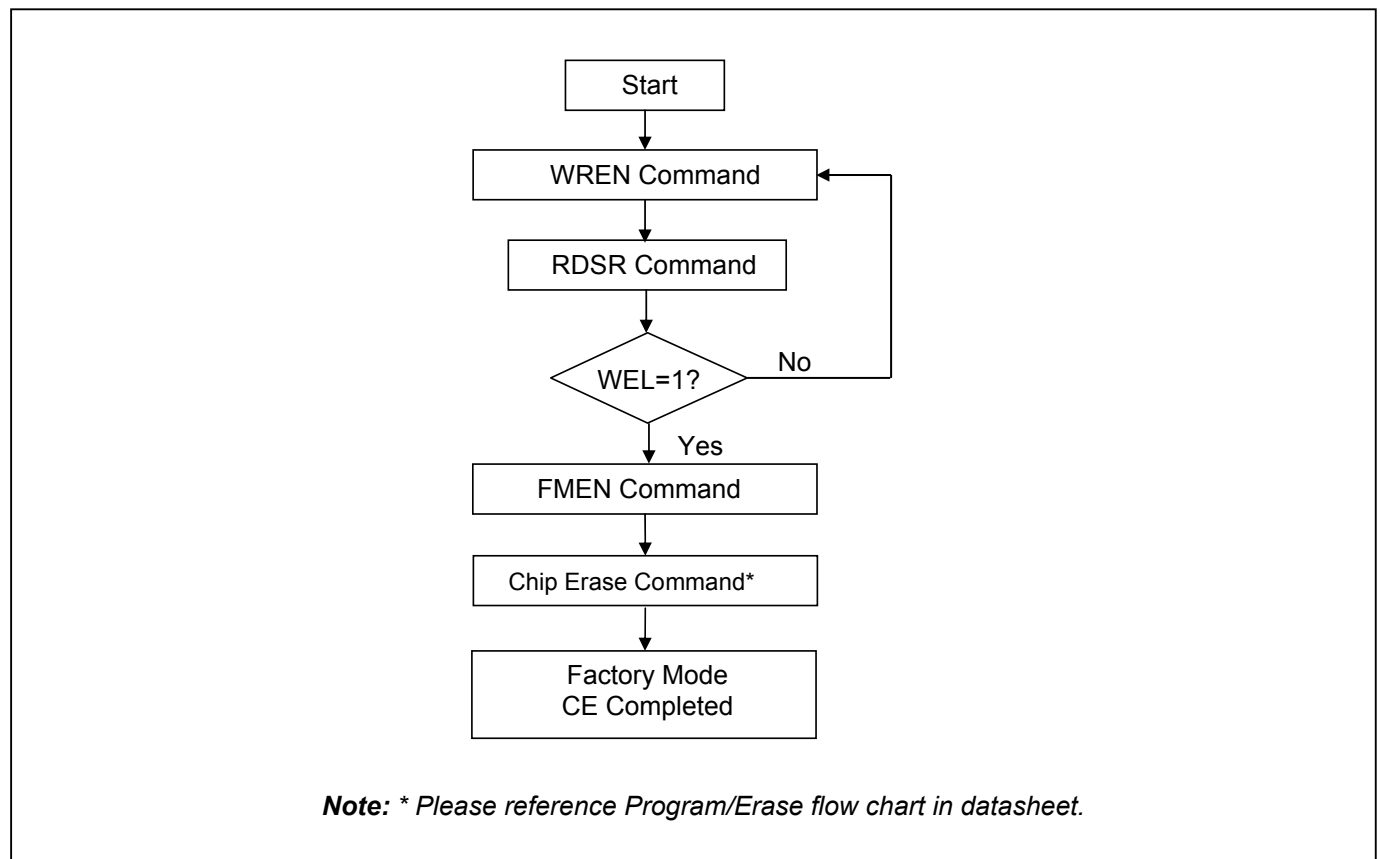 Start
WREN Command
RDSR Command
WEL=1?
No
Yes
FMEN Command
Chip Erase Command*
Factory Mode
CE Completed
Note: * Please reference Program/Erase flow chart in datasheet.